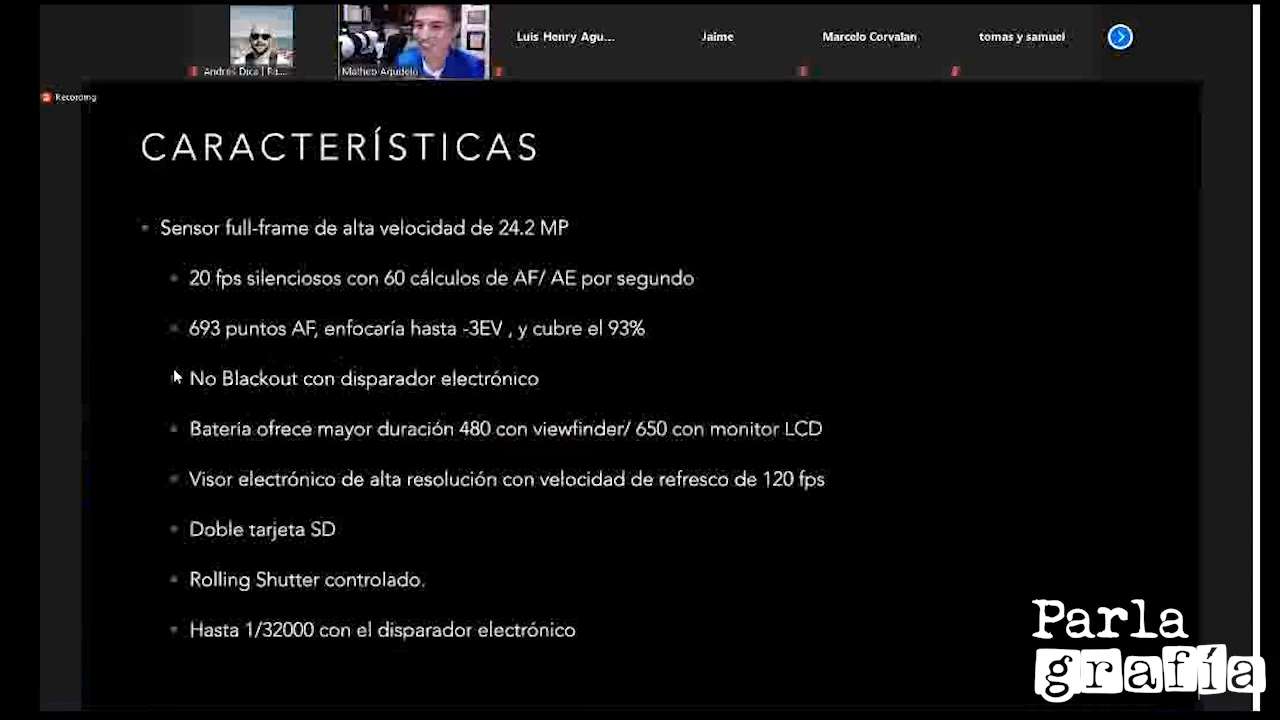 Luis Henry Agu...
Jaime
Marcelo Corvalan
tomas y samuel
Matheo Agudelo
Recording
CARACTERÍSTICAS
Sensor full-frame de alta velocidad de 24.2 MP
20 fps silenciosos con 60 cálculos de AF/ AE por segundo
693 puntos AF, enfocaría hasta -3EV , y cubre el 93%
No Blackout con disparador electrónico
Bateria ofrece mayor duración 480 con viewfinder/ 650 con monitor LCD
Visor electrónico de alta resolución con velocidad de refresco de 120 fps
Doble tarjeta SD
Rolling Shutter controlado.
Hasta 1/32000 con el disparador electrónico
Parla
grafía